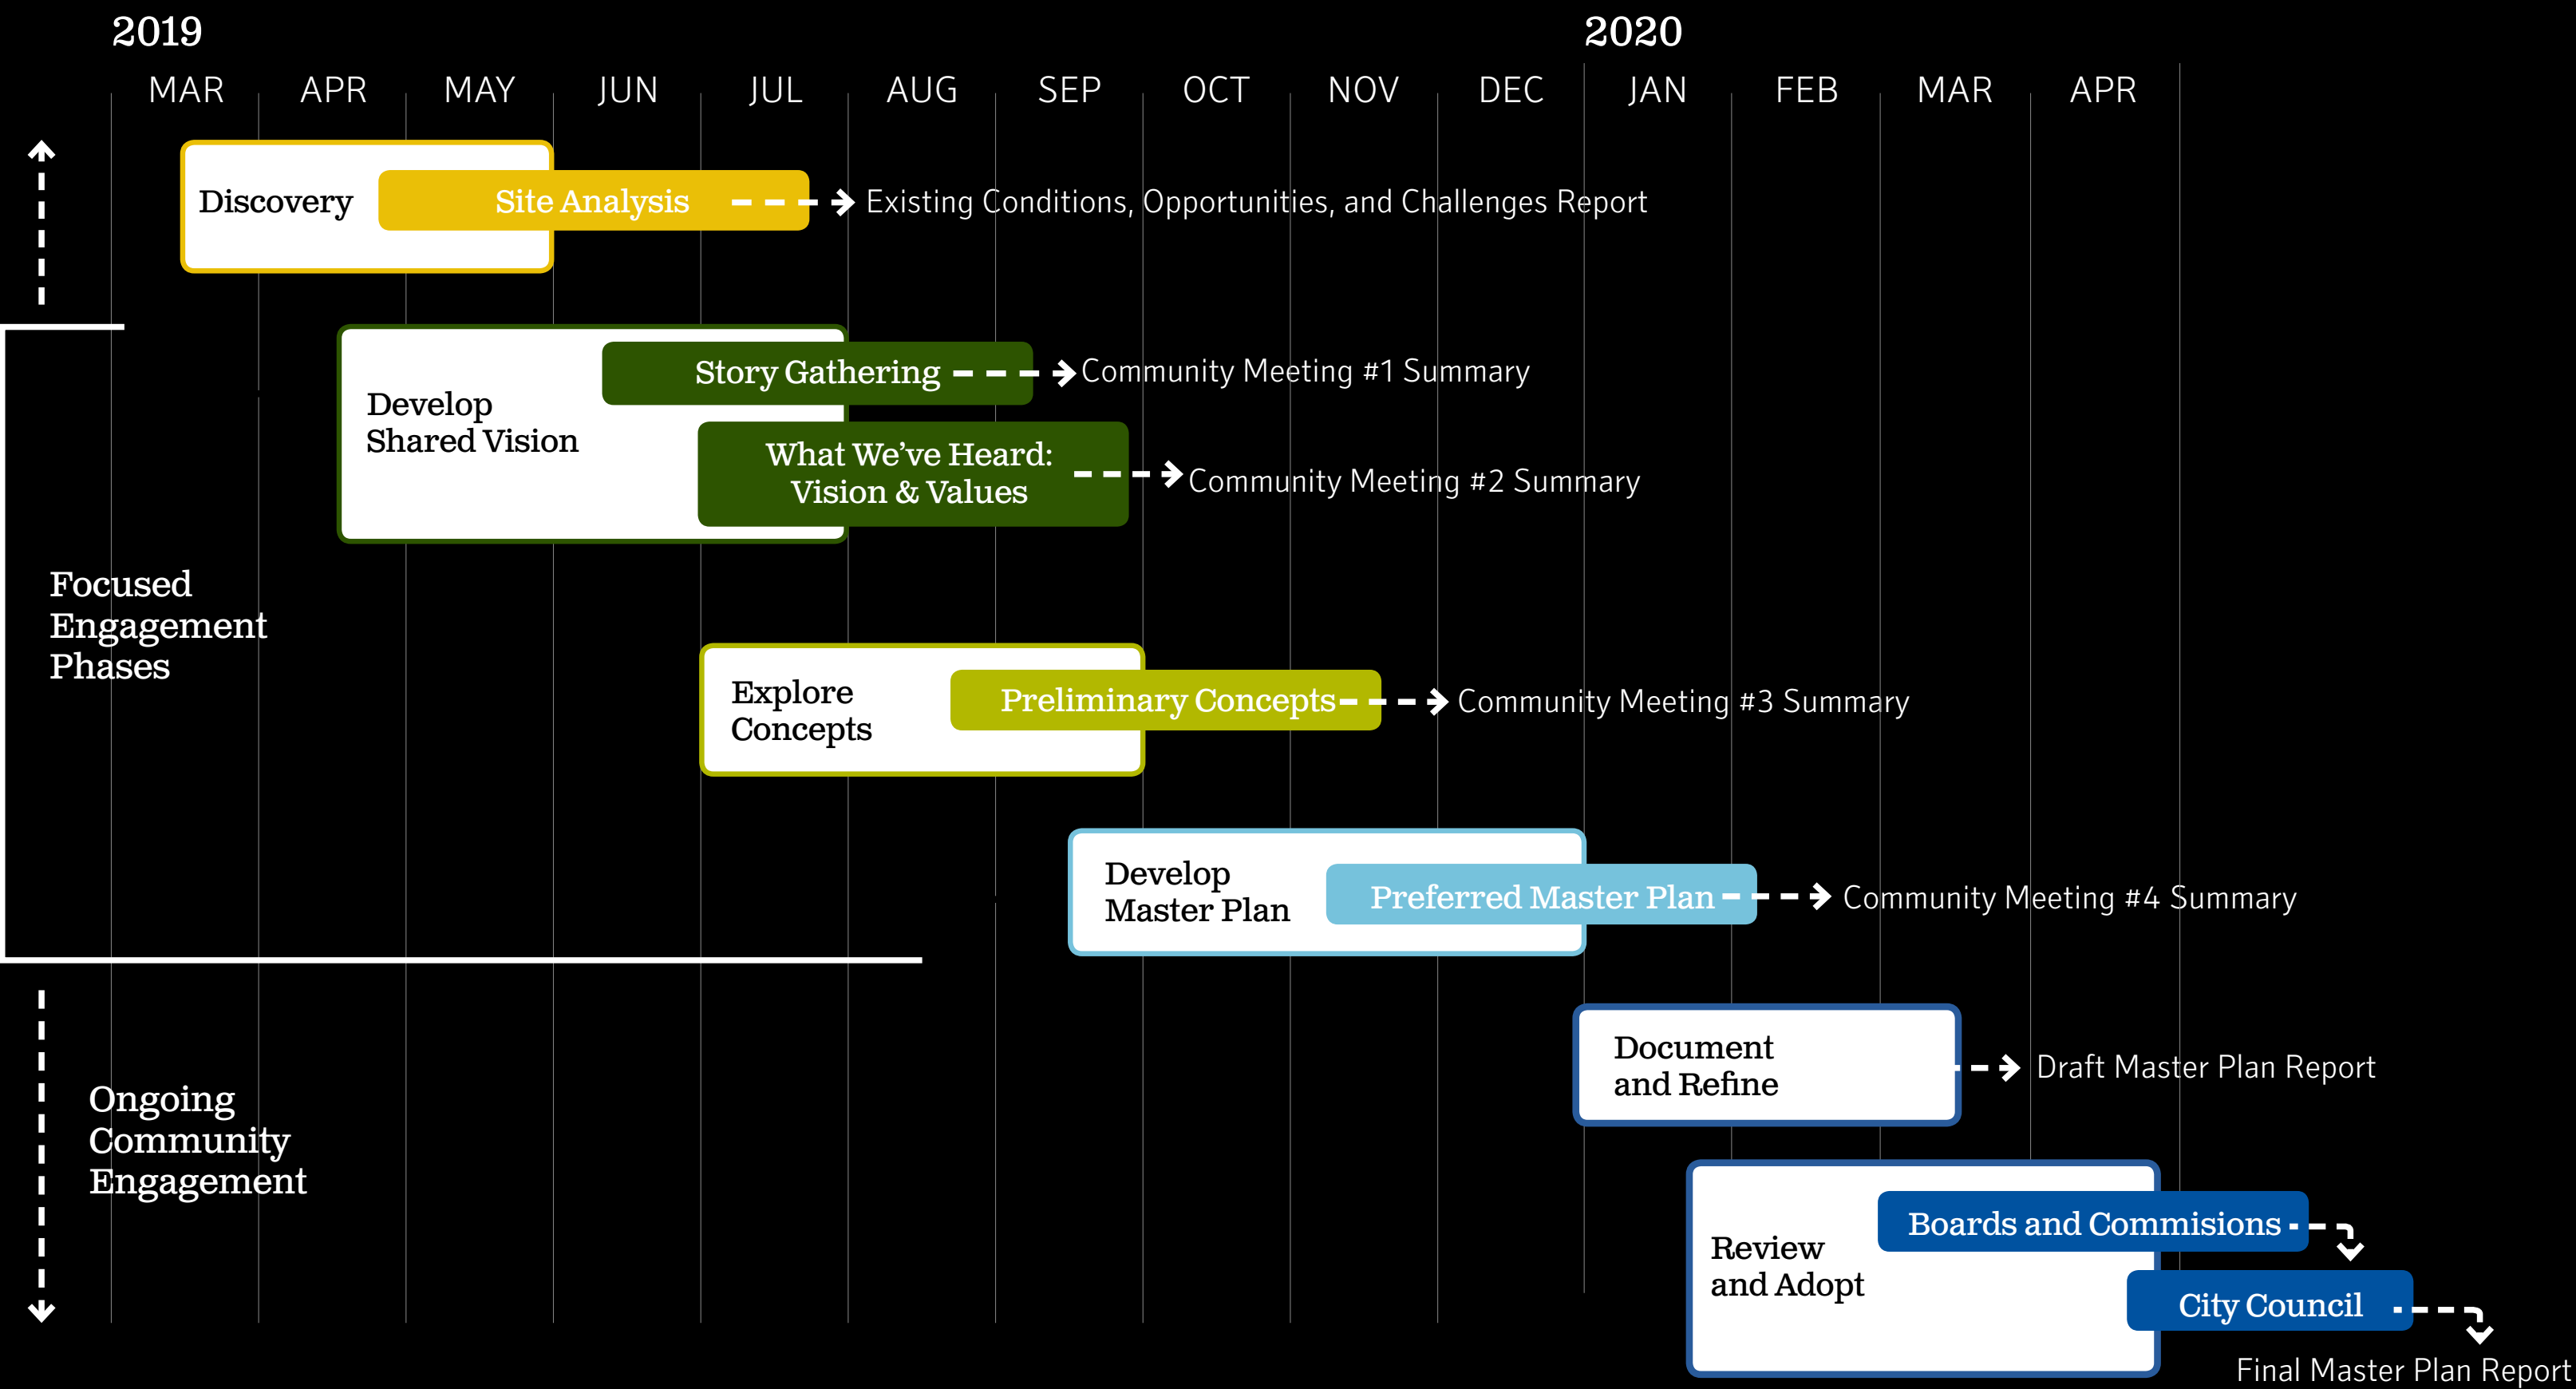 2019
2020
MAR
APR
MAY
JUN
JUL
AUG
SEP
OCT
NOV
DEC
JAN
FEB
MAR
APR
Discovery
Site Analysis
Existing Conditions, Opportunities, and Challenges Report
Develop
Shared Vision
Story Gathering
Community Meeting #1 Summary
What We've Heard:
Vision & Values
Community Meeting #2 Summary
Focused
Engagement
Phases
Explore
Concepts
Preliminary Concepts
Community Meeting #3 Summary
Develop
Master Plan
Preferred Master Plan
Community Meeting #4 Summary
Document
and Refine
Draft Master Plan Report
Ongoing
Community
Engagement
Review
and Adopt
Boards and Commisions
City Council
Final Master Plan Report